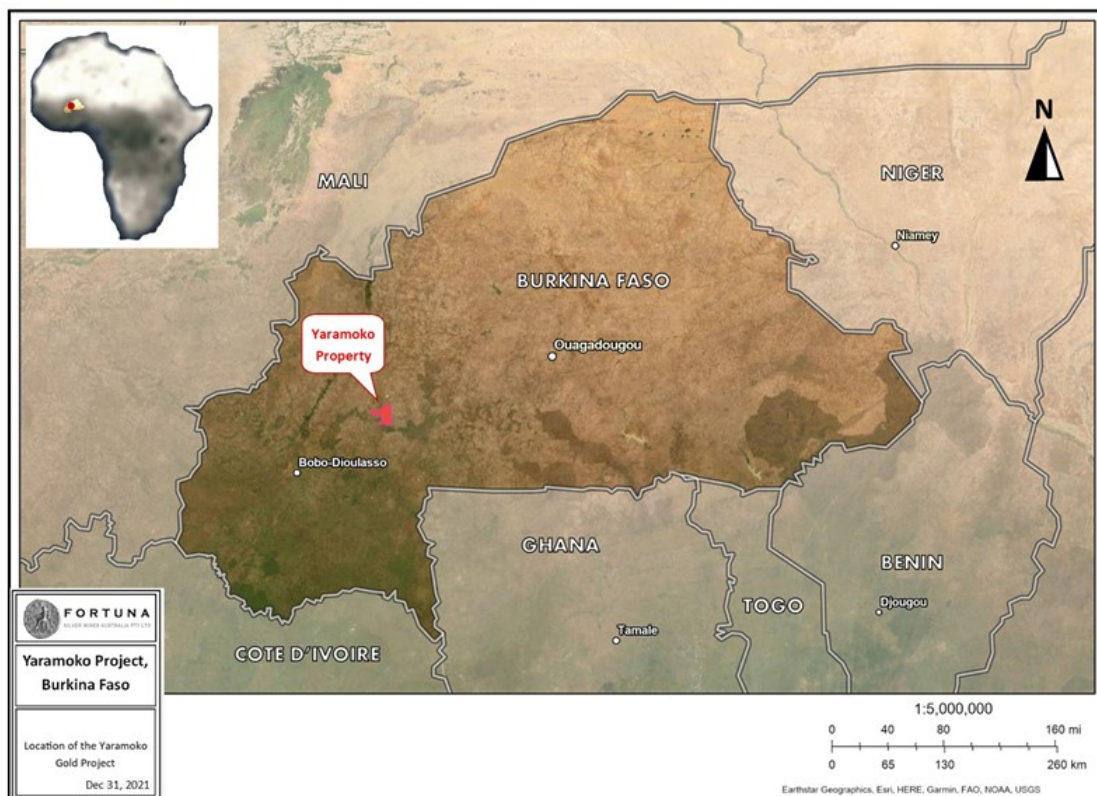 N
MALI
NIGER
Niamey
BURKINA FASO
Yaramoko
Property
Ouagadougou
Bobo-Dioulasso
GHANA
BENIN
TOGO
Djougou
Tamale
COTE D'IVOIRE
FORTUNA
SILVER MINES AUSTRALIA PTY LTD
Yaramoko Project,
Burkina Faso
Location of the Yaramoko
Gold Project
Dec 31, 2021
1:5,000,000
0 40 80 160 mi
0 65 130 260 km
Earthstar Geographics, Esri, HERE, Garmin, FAO, NOAA, USGS